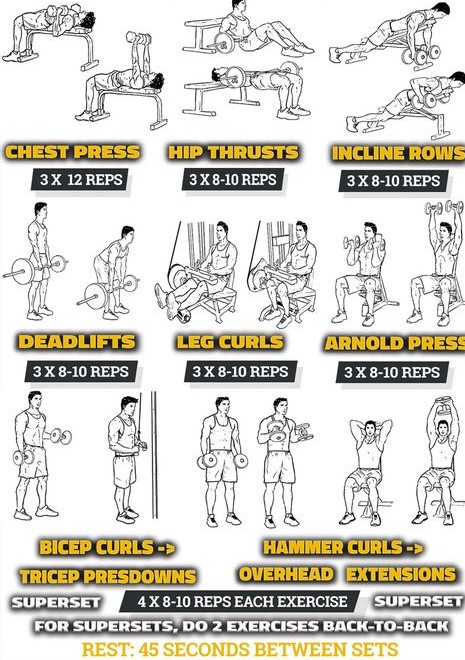 CHEST PRESS HIP THRUSTS INCLINE ROWS
3 X 12 REPS 3 X 8-10 REPS 3 X 8-10 REPS
DEADLIFTS LEG CURLS ARNOLD PRESS
3 X 8-10 REPS 3 X 8-10 REPS 3 X 8-10 REPS
BICEP CURLS -> HAMMER CURLS ->
TRICEP PRESDOWNS OVERHEAD EXTENSIONS
SUPERSET 4 X 8-10 REPS EACH EXERCISE SUPERSET
FOR SUPERSETS, DO 2 EXERCISES BACK-TO-BACK
REST: 45 SECONDS BETWEEN SETS